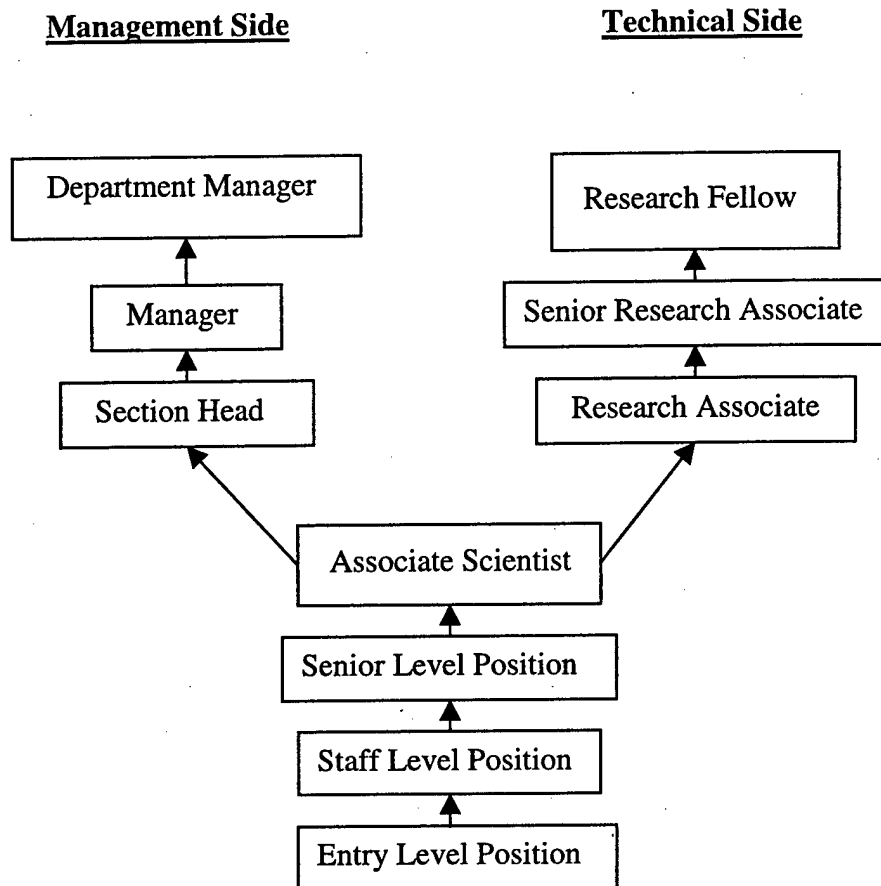 Management Side
Technical Side
Department Manager
Research Fellow
Manager
Senior Research Associate
Section Head
Research Associate
Associate Scientist
Senior Level Position
Staff Level Position
Entry Level Position